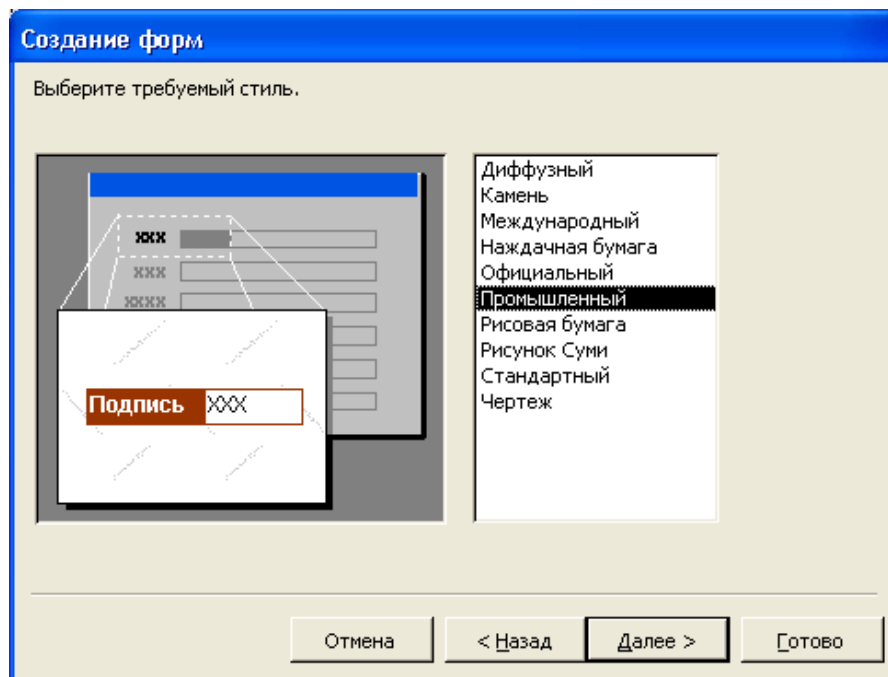 Создание форм
Выберите требуемый стиль.
xxx
xxx
xxxx
Подпись XXX
Диффузный
Камень
Международный
Наждачная бумага
Официальный
Промышленный
Рисовая бумага
Рисунок Суми
Стандартный
Чертеж
Отмена < Назад Далее > Готово